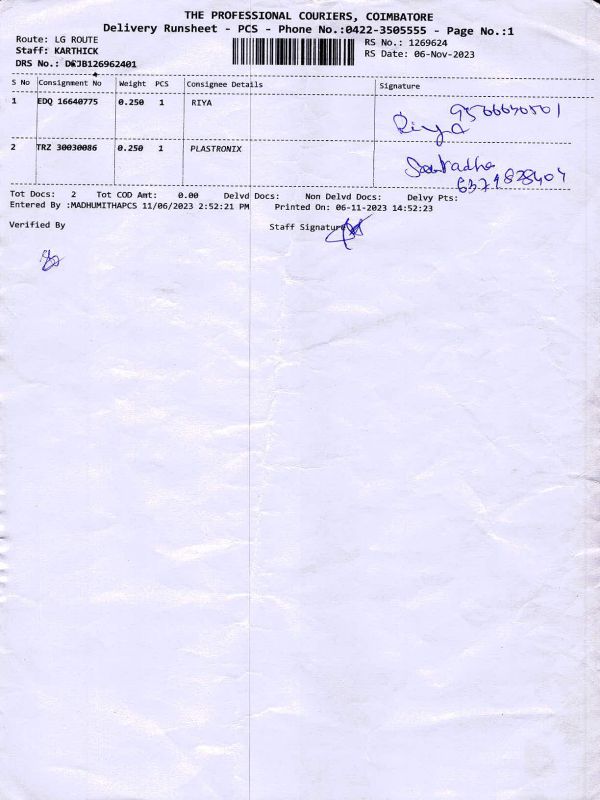 THE PROFESSIONAL COURIERS, COIMBATORE
Delivery Runsheet - PCS - Phone No.:0422-3505555 - Page No.:1
Route: LG ROUTE
RS No.: 1269624
Staff: KARTHICK
RS Date: 06-Nov-2023
DRS No.: DEJB126962401
S No Consignment No Weight PCS Consignee Details Signature
1 EDQ 16640775 0.250 1 RIYA
Riya
2 TRZ 30030086 0.250 1 PLASTRONIX
6371828404
Tot Docs: 2 Tot COD Amt: 0.00 Delvd Docs: Non Delvd Docs: Delvy Pts:
Entered By :MADHUMITHAPCS 11/06/2023 2:52:21 PM Printed On: 06-11-2023 14:52:23
Verified By Staff Signature